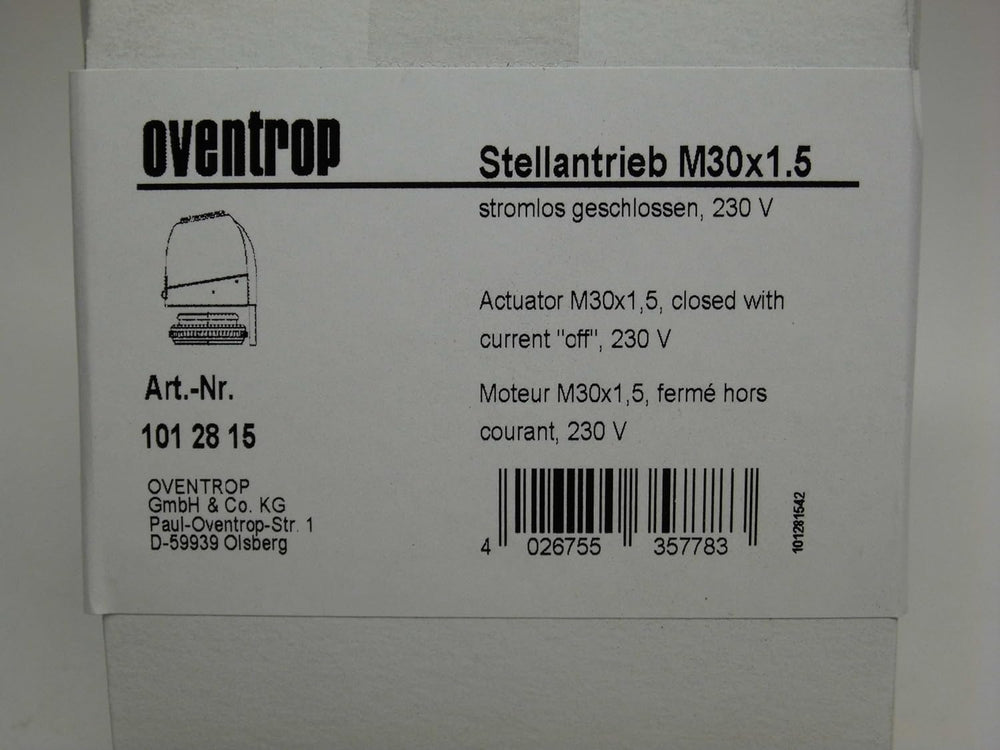 oventrop
Stellantrieb M30x1.5
stromlos geschlossen, 230 V
Actuator M30x1,5, closed with
current "off", 230 V
Moteur M30x1,5, fermé hors
courant, 230 V
Art.-Nr.
101 28 15
OVENTROP
GmbH & Co. KG
Paul-Oventrop-Str. 1
D-59939 Olsberg
4 026755 357783
101281542